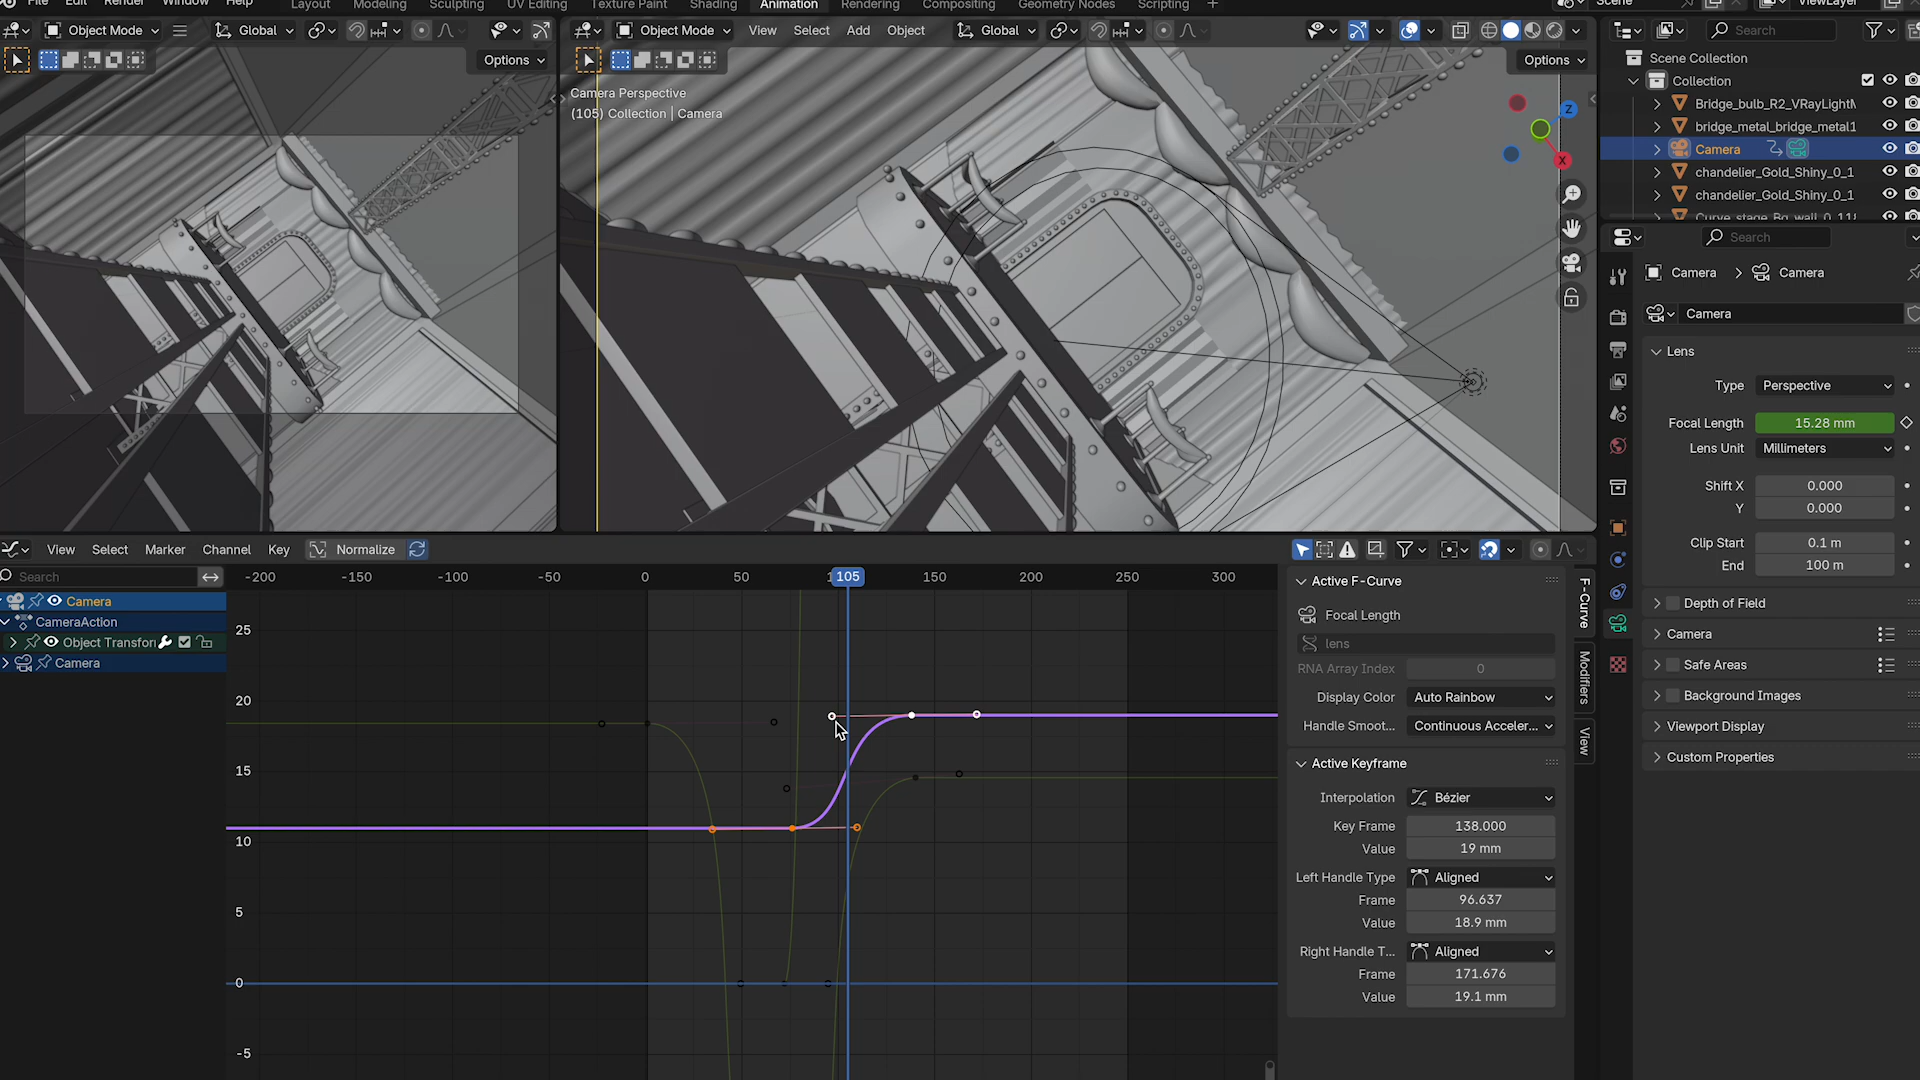 File Edit Render Window Help Layout Modeling Sculpting UV Editing Texture Paint Shading Animation Rendering Compositing Geometry Nodes Scripting + Scene ViewLayer
Object Mode Global
Object Mode View Select Add Object Global
Search
Options
Options
Camera Perspective
(105) Collection | Camera
Z
X
Scene Collection
Collection
Bridge_bulb_R2_VRayLight
bridge_metal_bridge_metal1
Camera
chandelier_Gold_Shiny_0_1
chandelier_Gold_Shiny_0_1
Search
Camera > Camera
Camera
Lens
Type Perspective
Focal Length 15.28 mm
Lens Unit Millimeters
Shift X 0.000
Y 0.000
Clip Start 0.1 m
End 100 m
Depth of Field
Camera
Safe Areas
Background Images
Viewport Display
Custom Properties
View Select Marker Channel Key Normalize
Search
-200 -150 -100 -50 0 50 105 150 200 250 300
Camera
CameraAction
Object Transfor
Camera
25
20
15
10
5
0
-5
Active F-Curve
Focal Length
lens
RNA Array Index 0
Display Color Auto Rainbow
Handle Smoot... Continuous Acceler...
Active Keyframe
Interpolation Bézier
Key Frame 138.000
Value 19 mm
Left Handle Type Aligned
Frame 96.637
Value 18.9 mm
Right Handle T... Aligned
Frame 171.676
Value 19.1 mm
F-Curve
Modifiers
View